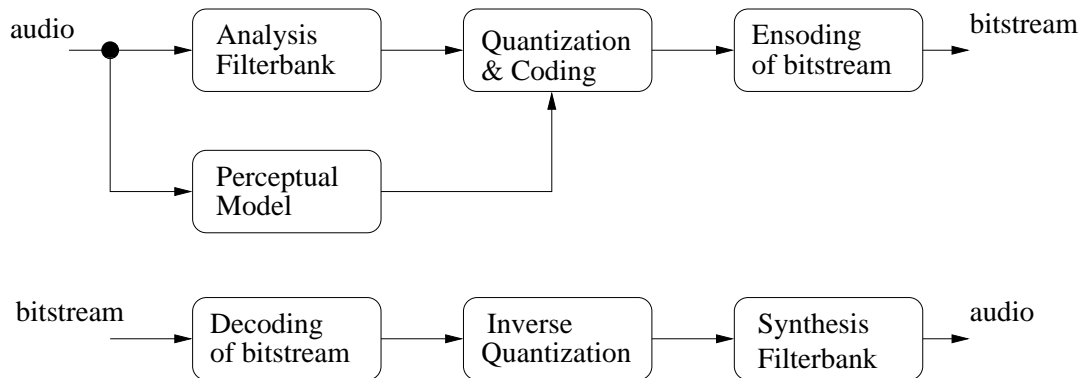 audio
Analysis
Filterbank
Quantization
& Coding
Ensoding
of bitstream
bitstream
Perceptual
Model
bitstream
Decoding
of bitstream
Inverse
Quantization
Synthesis
Filterbank
audio